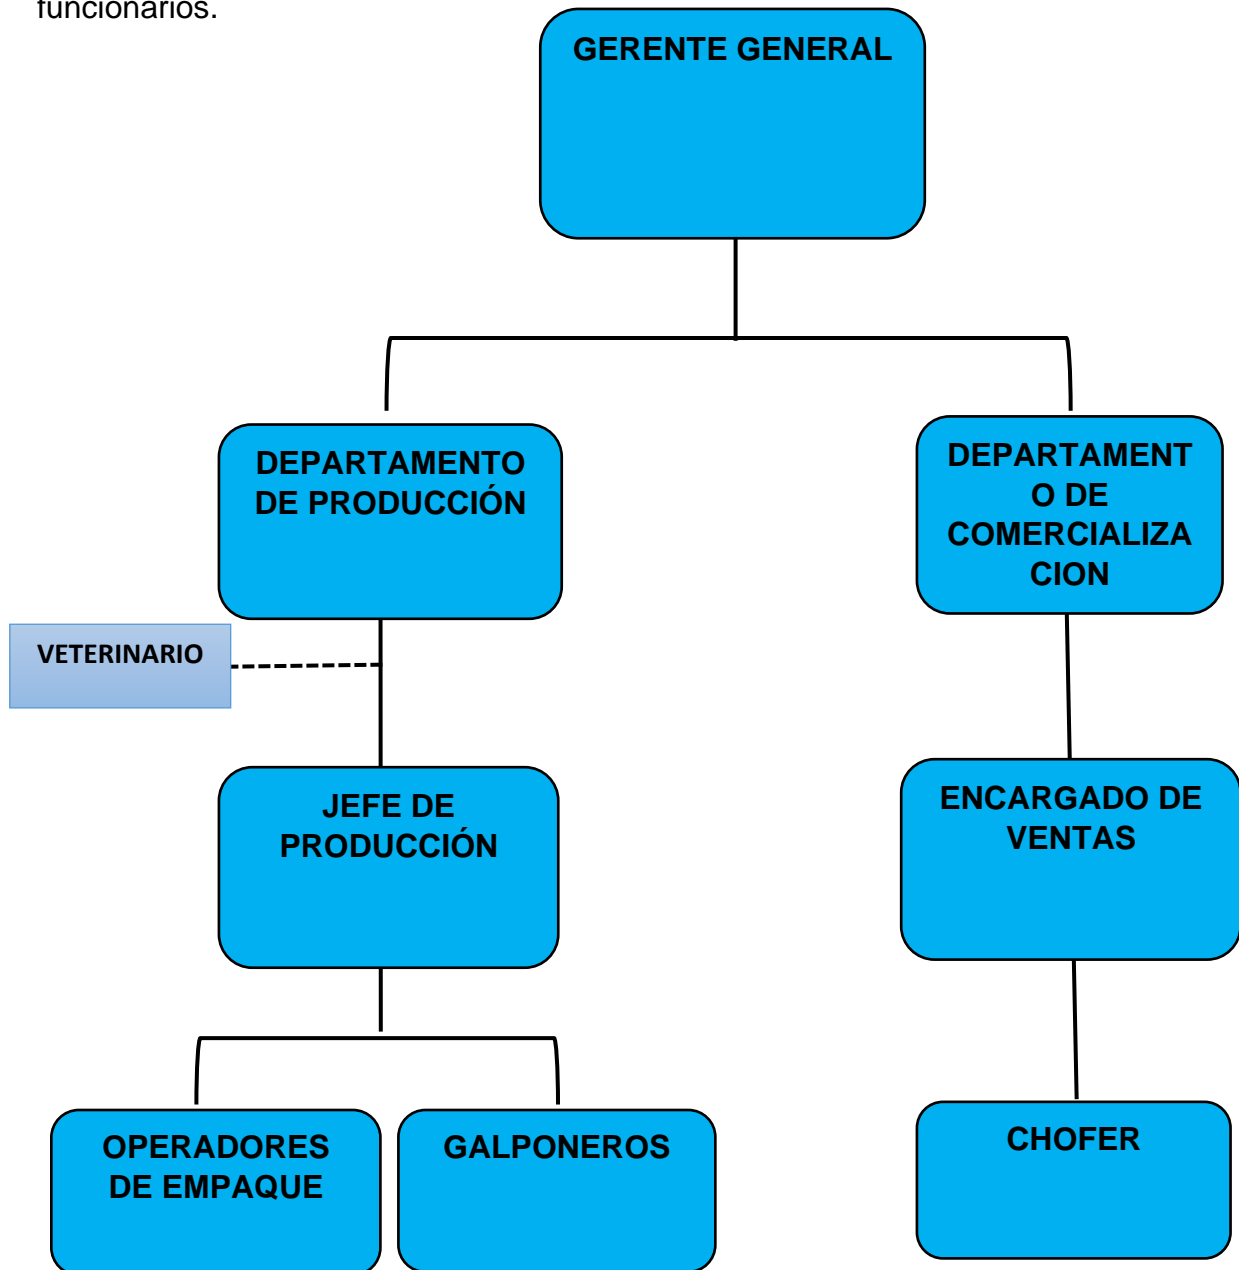 funcionarios.
GERENTE GENERAL
DEPARTAMENTO
DE PRODUCCIÓN
DEPARTAMENT
O DE
COMERCIALIZA
CION
VETERINARIO
JEFE DE
PRODUCCIÓN
ENCARGADO DE
VENTAS
OPERADORES
DE EMPAQUE
GALPONEROS
CHOFER